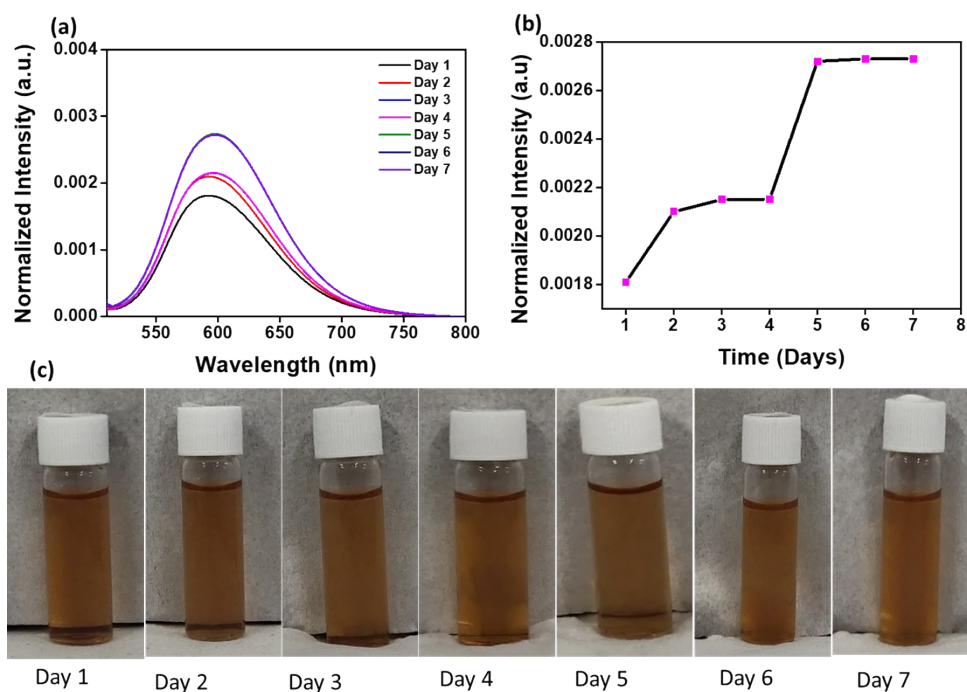 (a)
Normalized Intensity (a.u.)
0.004
0.003
0.002
0.001
0.000
550
600
650
700
750
800
Wavelength (nm)
Day 1
Day 2
Day 3
Day 4
Day 5
Day 6
Day 7
(b)
Normalized Intensity (a.u)
0.0028
0.0026
0.0024
0.0022
0.0020
0.0018
1
2
3
4
5
6
7
8
Time (Days)
(c)
Day 1
Day 2
Day 3
Day 4
Day 5
Day 6
Day 7